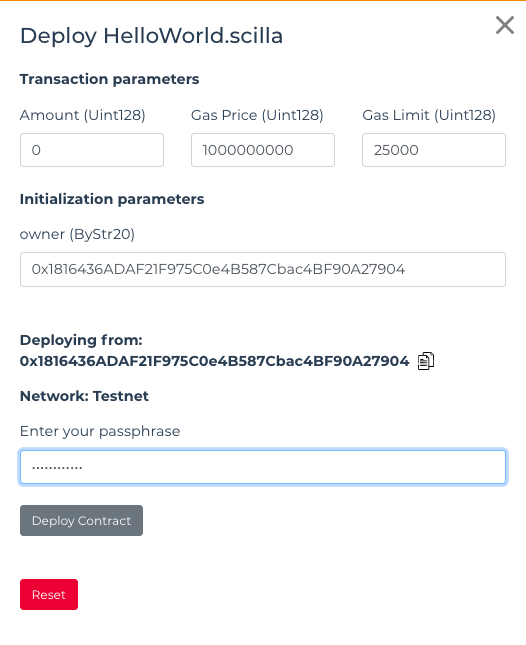 Deploy HelloWorld.scilla
Transaction parameters
Amount (Uint128) Gas Price (Uint128) Gas Limit (Uint128)
0 1000000000 25000
Initialization parameters
owner (ByStr20)
0x1816436ADAF21F975C0e4B587Cbac4BF90A27904
Deploying from:
0x1816436ADAF21F975C0e4B587Cbac4BF90A27904
Network: Testnet
Enter your passphrase
............
Deploy Contract
Reset